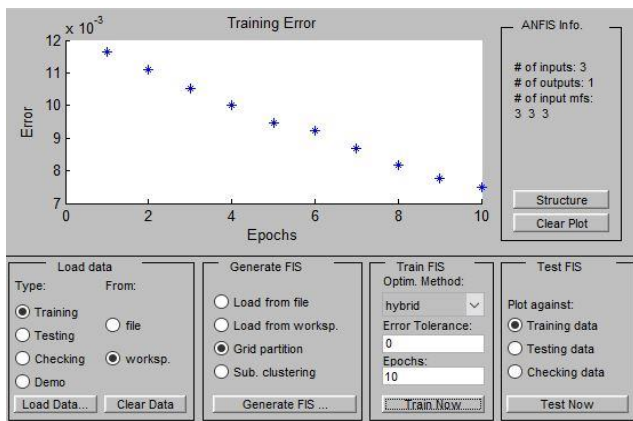 Training Error
12 × 10⁻³
11
10
9
8
7
0
2
4
6
8
10
Error
Epochs
ANFIS Info.
# of inputs: 3
# of outputs: 1
# of input mfs:
3 3 3
Structure
Clear Plot
Load data
Type:
From:
Training
Testing
Checking
Demo
file
worksp.
Load Data...
Clear Data
Generate FIS
Load from file
Load from worksp.
Grid partition
Sub. clustering
Generate FIS ...
Train FIS
Optim. Method:
hybrid
Error Tolerance:
0
Epochs:
10
Train Now
Test FIS
Plot against:
Training data
Testing data
Checking data
Test Now